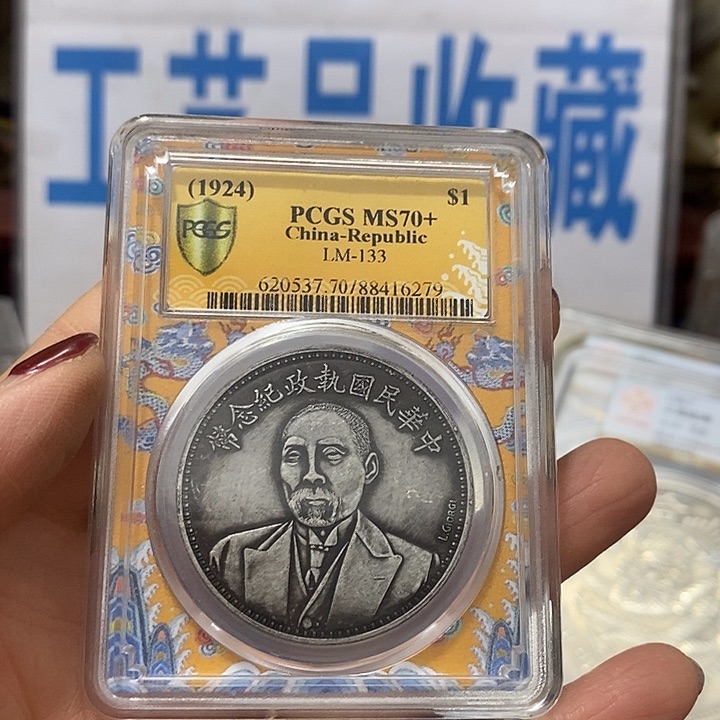 工艺品收藏
(1924)
$1
PCGS
PCGS MS70+
China-Republic
LM-133
620537.70/88416279
中華民國執政紀念幣
L.GIORGI